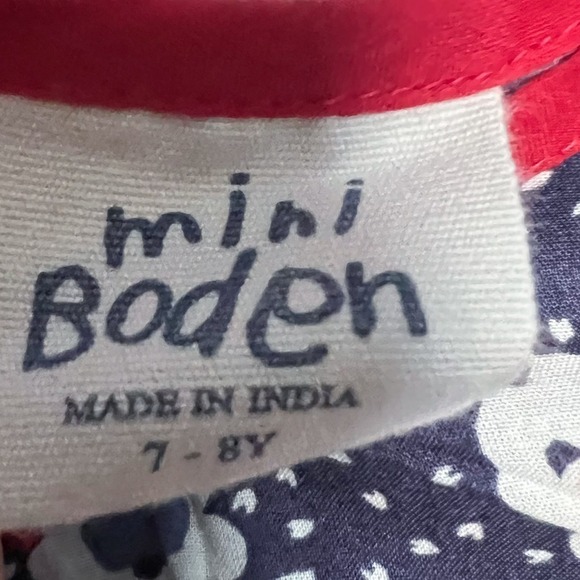 mini
Boden
MADE IN INDIA
7 - 8Y